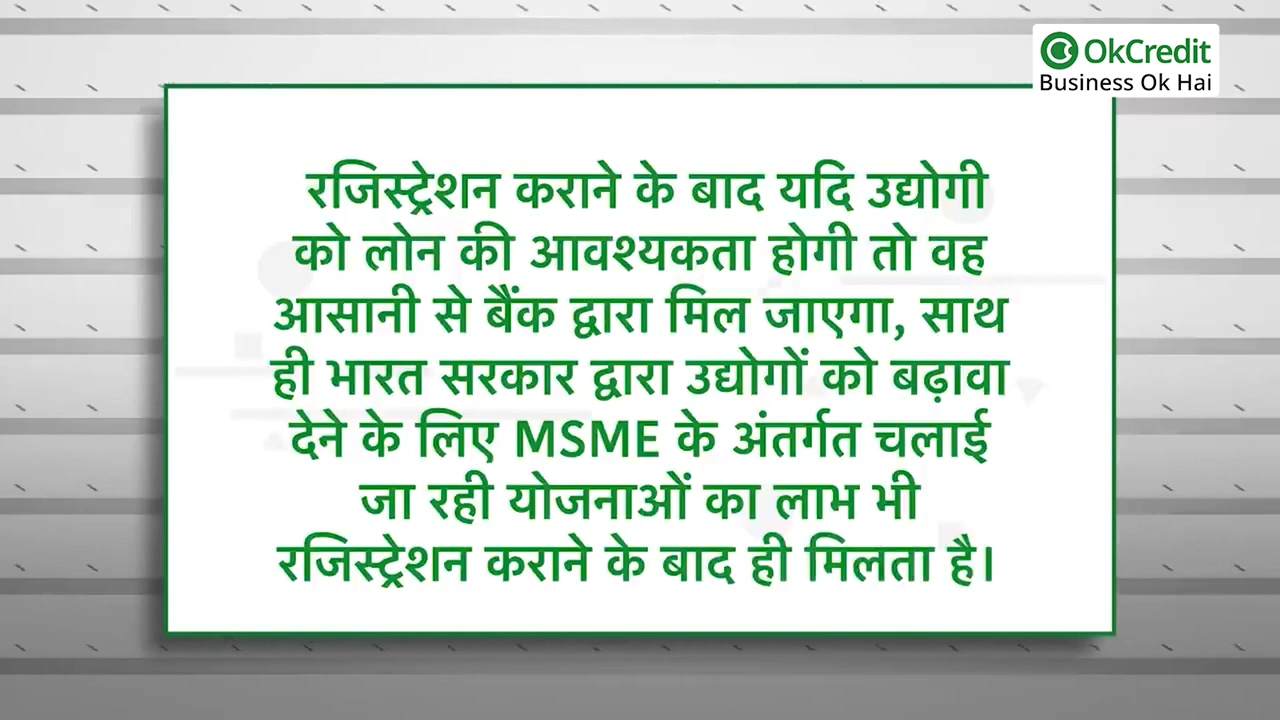 OkCredit
Business Ok Hai
रजिस्ट्रेशन कराने के बाद यदि उद्योगी
को लोन की आवश्यकता होगी तो वह
आसानी से बैंक द्वारा मिल जाएगा, साथ
ही भारत सरकार द्वारा उद्योगों को बढ़ावा
देने के लिए MSME के अंतर्गत चलाई
जा रही योजनाओं का लाभ भी
रजिस्ट्रेशन कराने के बाद ही मिलता है।